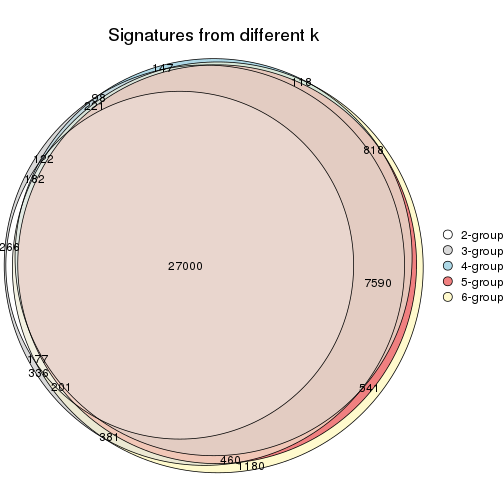 Signatures from different k
147
118
98
221
818
122
182
266
27000
7590
2-group
3-group
4-group
5-group
6-group
177
336
201
541
381
460
1180